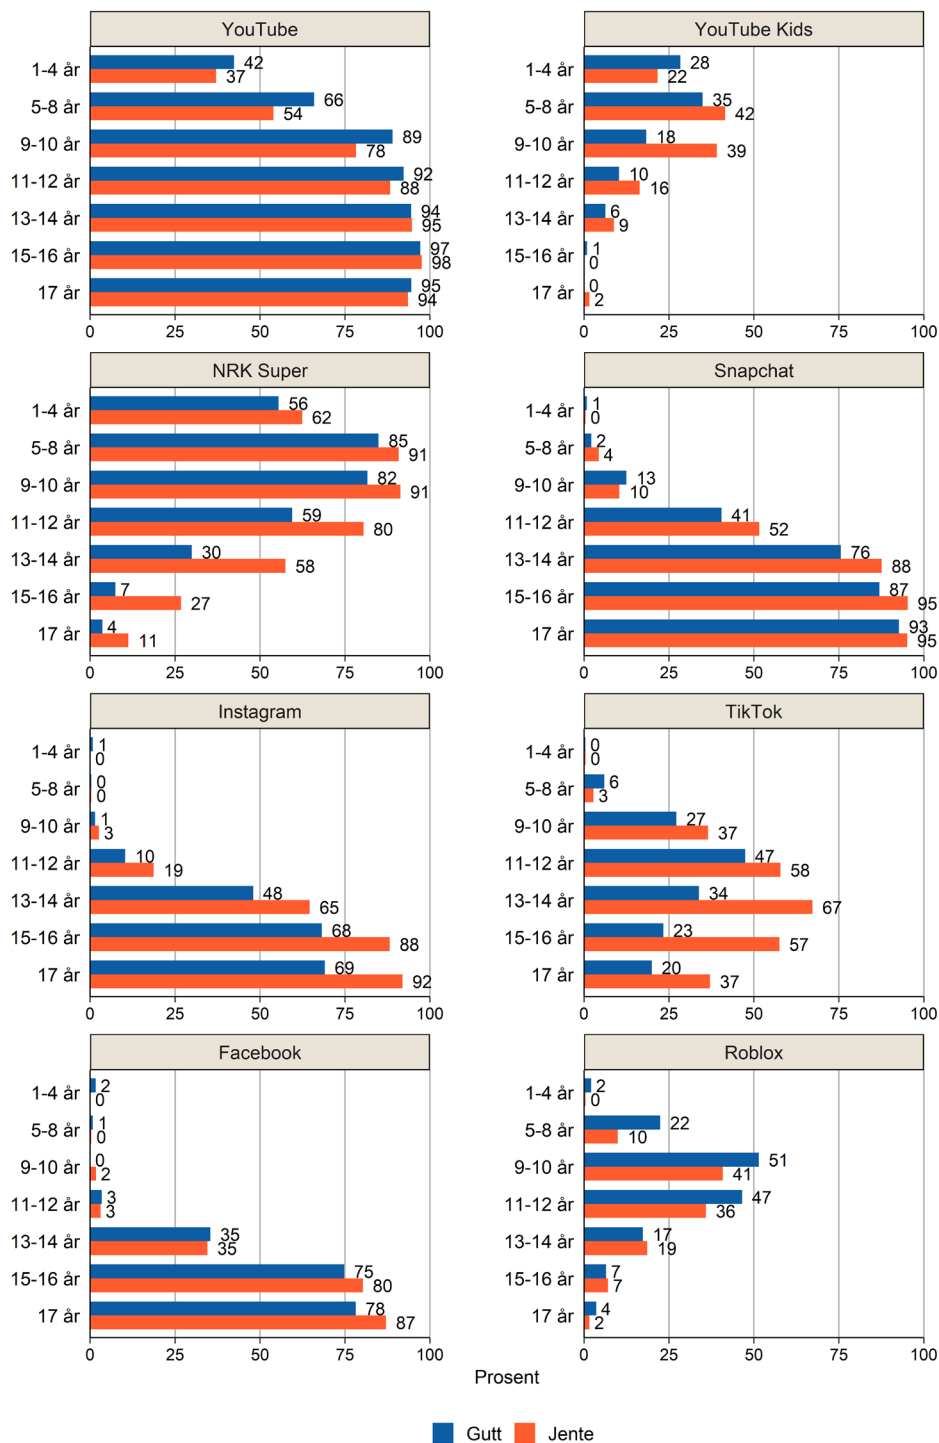 YouTube
1-4 år 42 37
5-8 år 66 54
9-10 år 89 78
11-12 år 92 88
13-14 år 94 95
15-16 år 97 98
17 år 95 94
0 25 50 75 100
YouTube Kids
1-4 år 28 22
5-8 år 35 42
9-10 år 18 39
11-12 år 10 16
13-14 år 6 9
15-16 år 1 0
17 år 0 2
0 25 50 75 100
NRK Super
1-4 år 56 62
5-8 år 85 91
9-10 år 82 91
11-12 år 59 80
13-14 år 30 58
15-16 år 7 27
17 år 4 11
0 25 50 75 100
Snapchat
1-4 år 1 0
5-8 år 2 4
9-10 år 13 10
11-12 år 41 52
13-14 år 76 88
15-16 år 87 95
17 år 93 95
0 25 50 75 100
Instagram
1-4 år 1 0
5-8 år 0 0
9-10 år 1 3
11-12 år 10 19
13-14 år 48 65
15-16 år 68 88
17 år 69 92
0 25 50 75 100
TikTok
1-4 år 0 0
5-8 år 6 3
9-10 år 27 37
11-12 år 47 58
13-14 år 34 67
15-16 år 23 57
17 år 20 37
0 25 50 75 100
Facebook
1-4 år 2 0
5-8 år 1 0
9-10 år 0 2
11-12 år 3 3
13-14 år 35 35
15-16 år 75 80
17 år 78 87
0 25 50 75 100
Roblox
1-4 år 2 0
5-8 år 22 10
9-10 år 51 41
11-12 år 47 36
13-14 år 17 19
15-16 år 7 7
17 år 4 2
0 25 50 75 100
Prosent
Gutt Jente